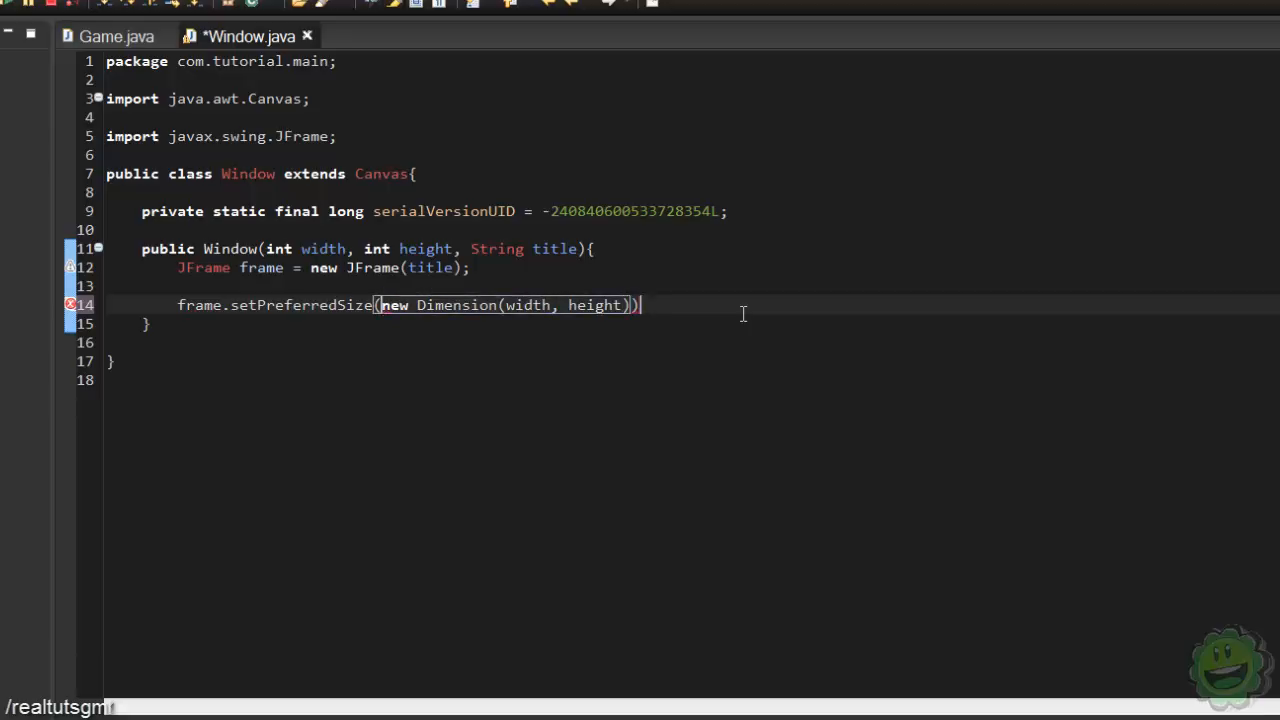 Game.java
*Window.java
1 package com.tutorial.main;
2
3 import java.awt.Canvas;
4
5 import javax.swing.JFrame;
6
7 public class Window extends Canvas{
8
9 private static final long serialVersionUID = -240840600533728354L;
10
11 public Window(int width, int height, String title){
12 JFrame frame = new JFrame(title);
13
14 frame.setPreferredSize(new Dimension(width, height))
15 }
16
17 }
18
/realtutsgmr